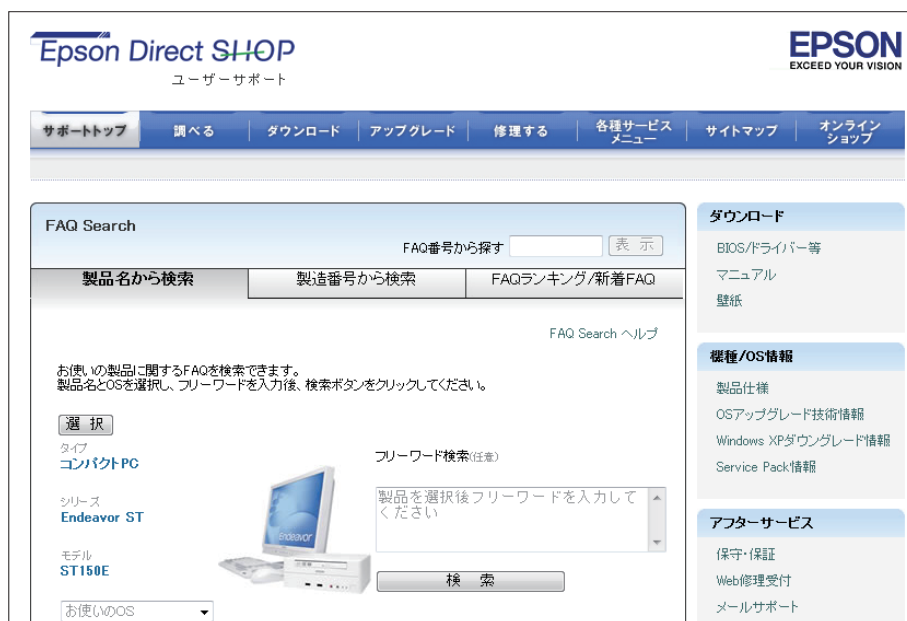 Epson Direct SHOP
ユーザーサポート
EPSON
EXCEED YOUR VISION
サポートトップ
調べる
ダウンロード
アップグレード
修理する
各種サービス
メニュー
サイトマップ
オンライン
ショップ
FAQ Search
FAQ番号から探す
表 示
製品名から検索
製造番号から検索
FAQランキング/新着FAQ
FAQ Search ヘルプ
お使いの製品に関するFAQを検索できます。
製品名とOSを選択し、フリーワードを入力後、検索ボタンをクリックしてください。
選 択
タイプ
コンパクトPC
シリーズ
Endeavor ST
モデル
ST150E
お使いのOS
Endeavor
フリーワード検索(任意)
製品を選択後フリーワードを入力して
ください
検 索
ダウンロード
BIOS/ドライバー等
マニュアル
壁紙
機種/OS情報
製品仕様
OSアップグレード技術情報
Windows XPダウングレード情報
Service Pack情報
アフターサービス
保守・保証
Web修理受付
メールサポート